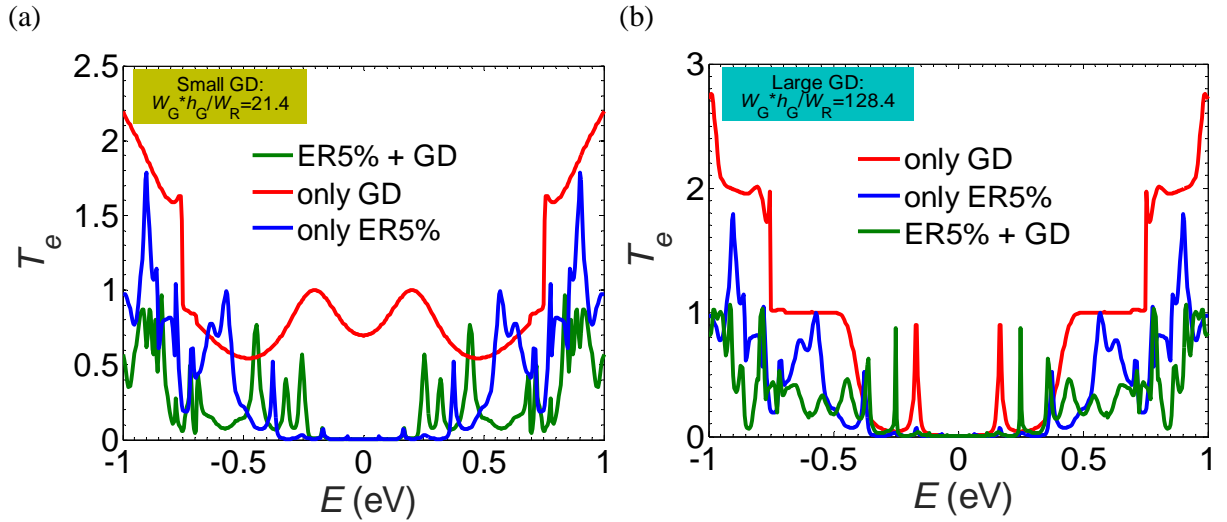 (a)
Small GD:
W_G*h_G/W_R=21.4
ER5% + GD
only GD
only ER5%
T_e
2.5
2
1.5
1
0.5
0
-1
-0.5
0
0.5
1
E (eV)
(b)
Large GD:
W_G*h_G/W_R=128.4
only GD
only ER5%
ER5% + GD
T_e
3
2
1
0
-1
-0.5
0
0.5
1
E (eV)